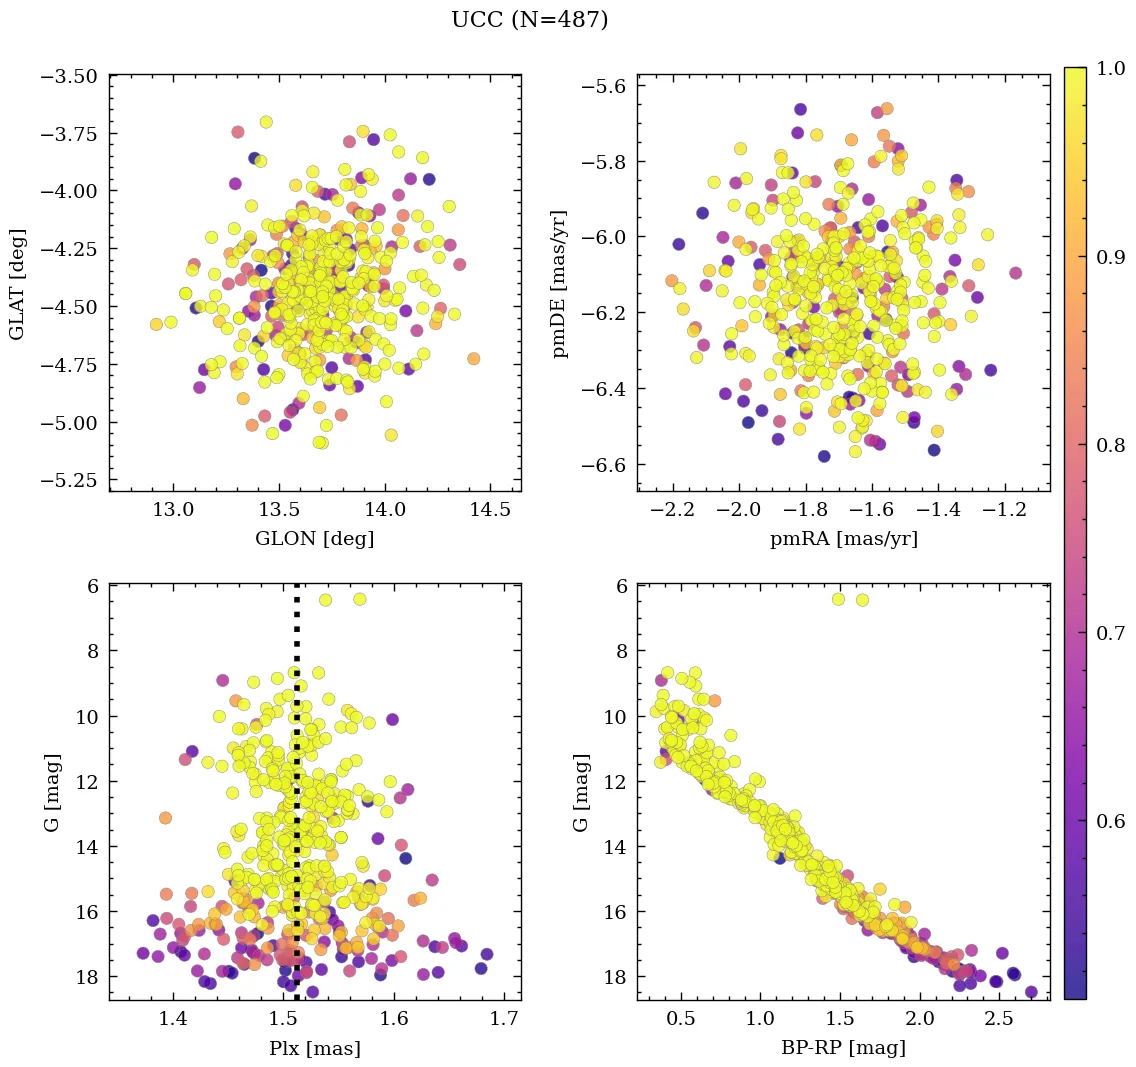 UCC (N=487)
−3.50
−3.75
−4.00
−4.25
−4.50
−4.75
−5.00
−5.25
GLAT [deg]
13.0 13.5 14.0 14.5
GLON [deg]
−5.6
−5.8
−6.0
−6.2
−6.4
−6.6
pmDE [mas/yr]
−2.2 −2.0 −1.8 −1.6 −1.4 −1.2
pmRA [mas/yr]
6
8
10
12
14
16
18
G [mag]
1.4 1.5 1.6 1.7
Plx [mas]
6
8
10
12
14
16
18
G [mag]
0.5 1.0 1.5 2.0 2.5
BP-RP [mag]
1.0
0.9
0.8
0.7
0.6